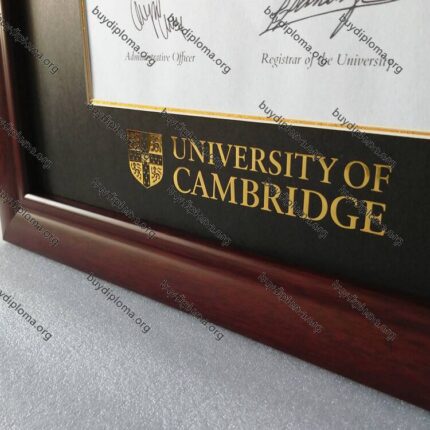 Administrative Officer
Registrar of the University
UNIVERSITY OF
CAMBRIDGE
buydiploma.org